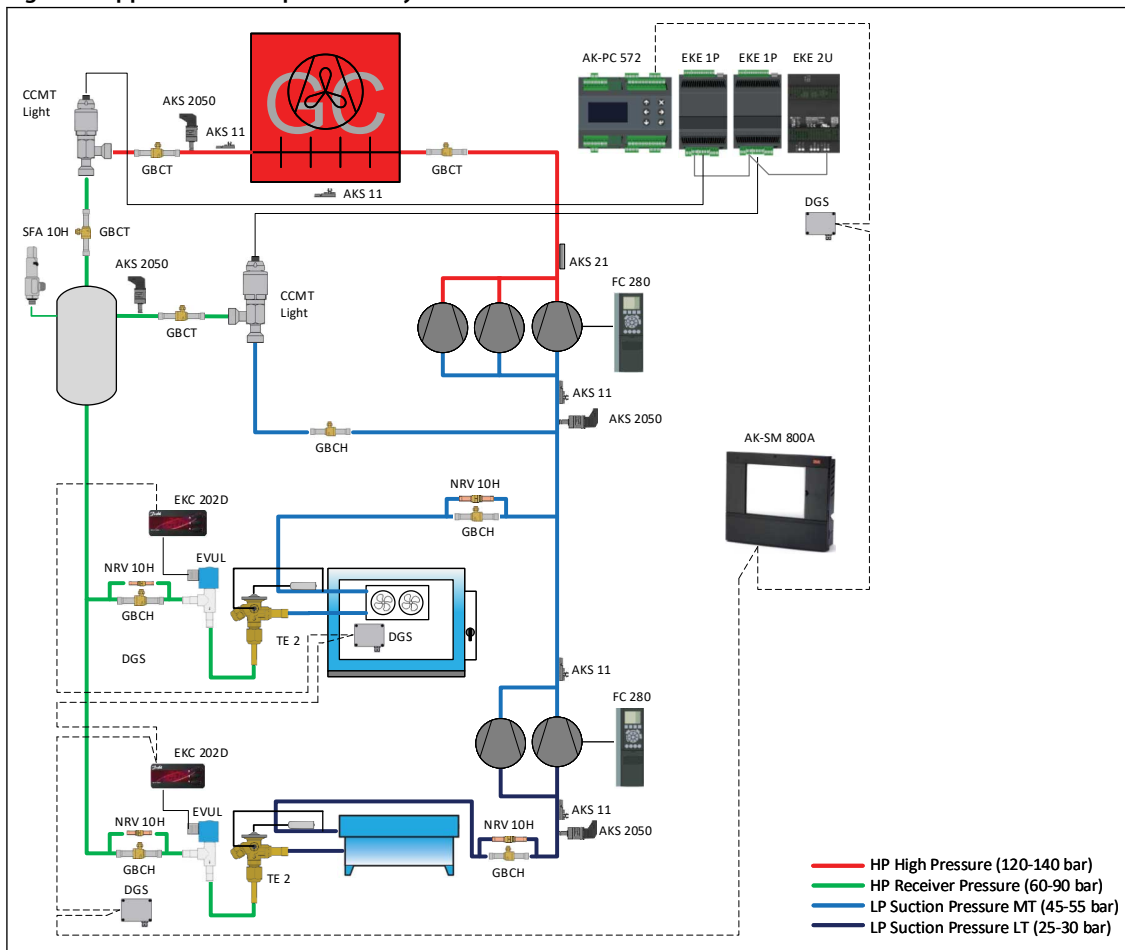 AK-PC 572
EKE 1P
EKE 1P
EKE 2U
CCMT
Light
AKS 2050
AKS 11
GC
GBCT
GBCT
AKS 11
DGS
SFA 10H
GBCT
AKS 2050
AKS 21
CCMT
Light
FC 280
GBCT
AKS 11
AKS 2050
GBCH
AK-SM 800A
NRV 10H
GBCH
EKC 202D
EVUL
NRV 10H
GBCH
TE 2
DGS
DGS
AKS 11
FC 280
EKC 202D
EVUL
AKS 11
NRV 10H
NRV 10H
AKS 2050
GBCH
GBCH
TE 2
DGS
HP High Pressure (120-140 bar)
HP Receiver Pressure (60-90 bar)
LP Suction Pressure MT (45-55 bar)
LP Suction Pressure LT (25-30 bar)